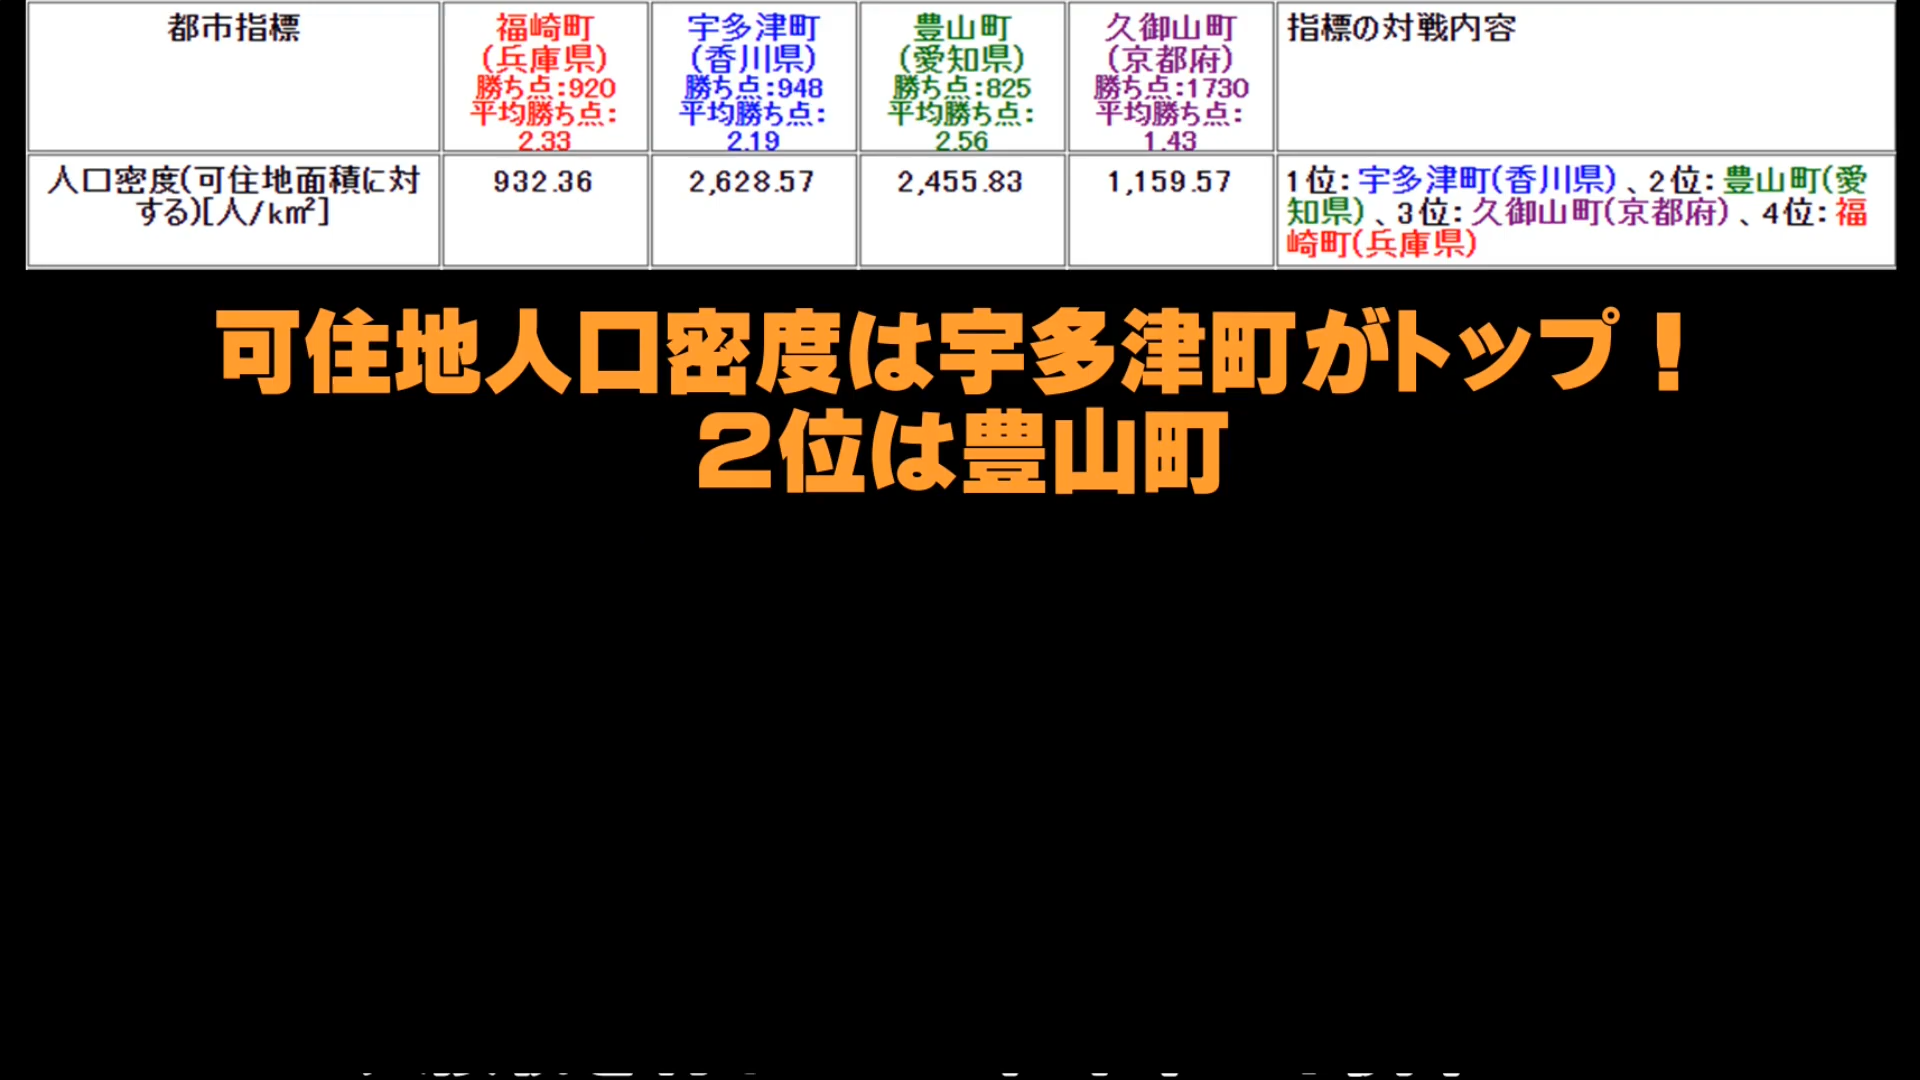 都市指標
福崎町
(兵庫県)
勝ち点:920
平均勝ち点:
2.33
宇多津町
(香川県)
勝ち点:948
平均勝ち点:
2.19
豊山町
(愛知県)
勝ち点:825
平均勝ち点:
2.56
久御山町
(京都府)
勝ち点:1730
平均勝ち点:
1.43
指標の対戦内容
人口密度(可住地面積に対
する)[人/k㎡]
932.36
2,628.57
2,455.83
1,159.57
1位:宇多津町(香川県)、2位:豊山町(愛
知県)、3位:久御山町(京都府)、4位:福
崎町(兵庫県)
可住地人口密度は宇多津町がトップ!
2位は豊山町